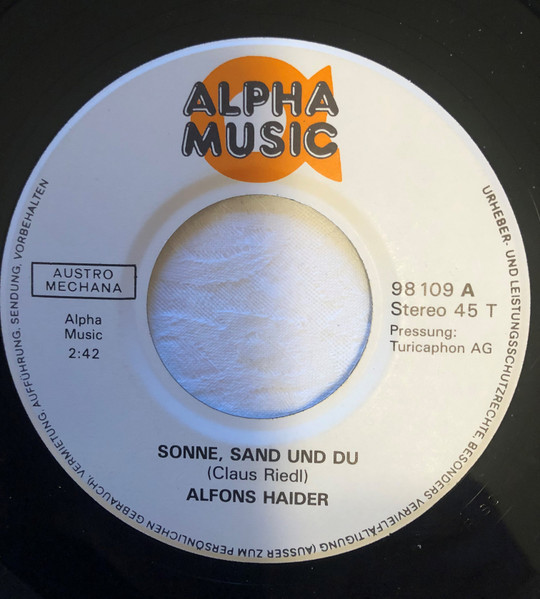 ALPHA
MUSIC
AUSTRO
MECHANA
Alpha
Music
2:42
98 109 A
Stereo 45 T
Pressung:
Turicaphon AG
SONNE, SAND UND DU
(Claus Riedl)
ALFONS HAIDER
URHEBER- UND LEISTUNGSSCHUTZRECHTE, BESONDERS VERVIELFÄLTIGUNG (AUSSER ZUM PERSÖNLICHEN GEBRAUCH), VERMIETUNG, AUFFÜHRUNG, SENDUNG, VORBEHALTEN